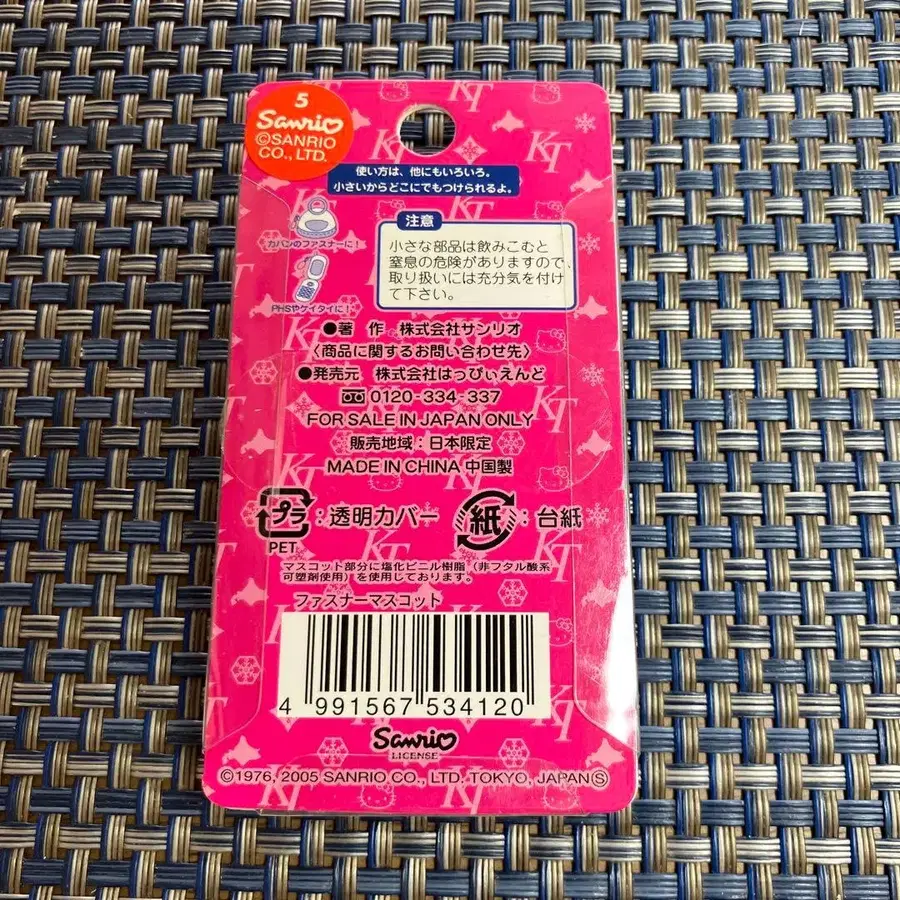 5
Sanrio
©SANRIO
CO., LTD.
使い方は、他にもいろいろ。
小さいからどこにでもつけられるよ。
カバンのファスナーに!
PHSやケイタイに!
注意
小さな部品は飲みこむと
窒息の危険がありますので、
取り扱いには充分気を付け
て下さい。
●著 作 株式会社サンリオ
〈商品に関するお問い合わせ先〉
●発売元 株式会社はっぴぃえんど
0120-334-337
FOR SALE IN JAPAN ONLY
販売地域:日本限定
MADE IN CHINA 中国製
プラ:透明カバー
PET
紙:台紙
マスコット部分に塩化ビニル樹脂(非フタル酸系
可塑剤使用)を使用しております。
ファスナーマスコット
4 991567 534120
Sanrio
LICENSE
©1976, 2005 SANRIO CO., LTD. TOKYO, JAPAN Ⓢ
KT
KT
KT
KT
KT
KT
KT